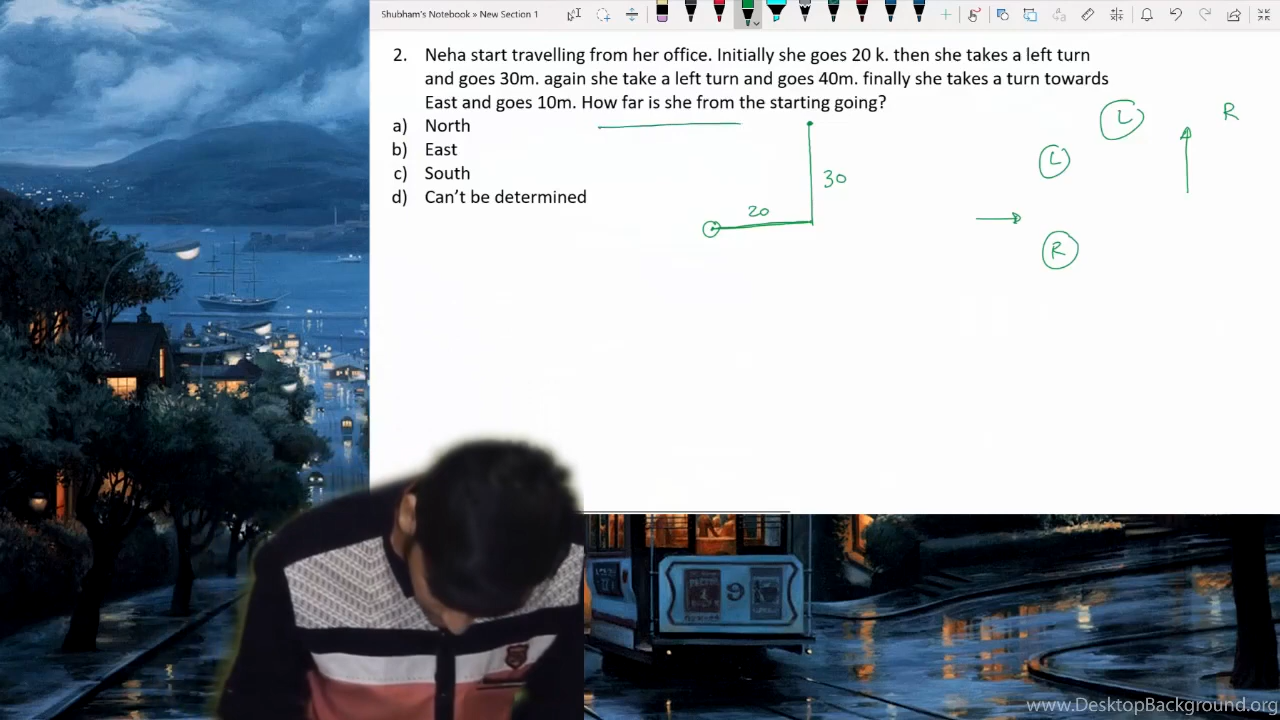 Shubham's Notebook » New Section 1
2. Neha start travelling from her office. Initially she goes 20 k. then she takes a left turn
and goes 30m. again she take a left turn and goes 40m. finally she takes a turn towards
East and goes 10m. How far is she from the starting going?
a) North
b) East
c) South
d) Can't be determined
L
R
L
30
20
R
9
www.DesktopBackground.org